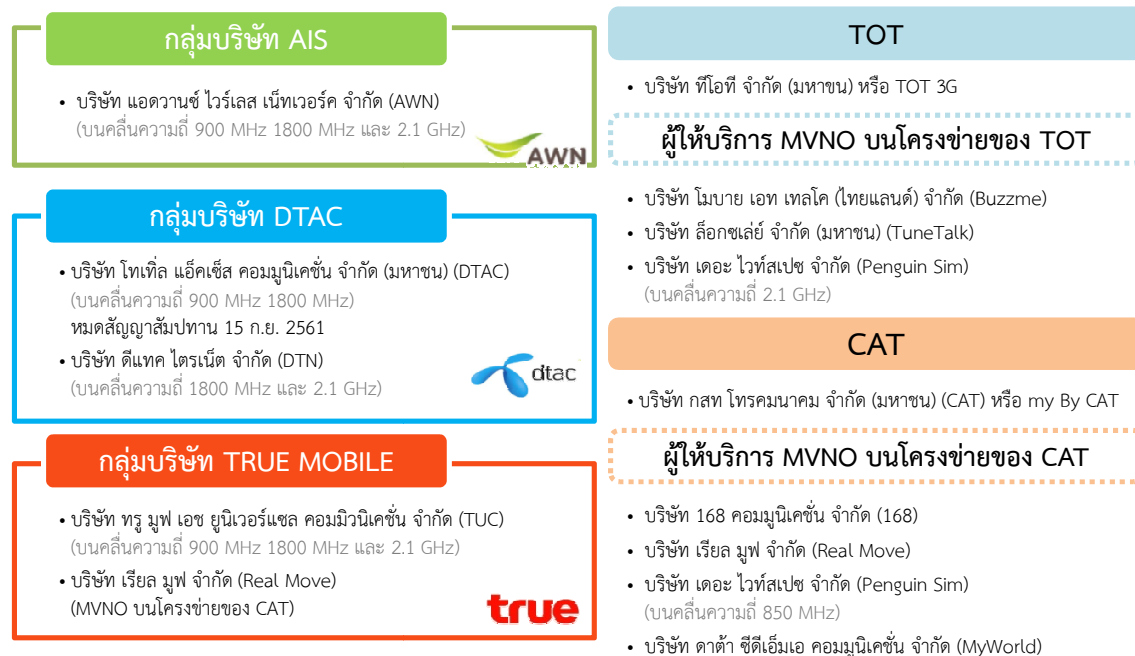 กลุ่มบริษัท AIS
• บริษัท แอดวานซ์ ไวร์เลส เน็ทเวอร์ค จำกัด (AWN)
(บนคลื่นความถี่ 900 MHz 1800 MHz และ 2.1 GHz)
AWN
กลุ่มบริษัท DTAC
• บริษัท โทเทิ่ล แอ็คเซ็ส คอมมูนิเคชั่น จำกัด (มหาชน) (DTAC)
(บนคลื่นความถี่ 900 MHz 1800 MHz)
หมดสัญญาสัมปทาน 15 ก.ย. 2561
• บริษัท ดีแทค ไตรเน็ต จำกัด (DTN)
(บนคลื่นความถี่ 1800 MHz และ 2.1 GHz)
dtac
กลุ่มบริษัท TRUE MOBILE
• บริษัท ทรู มูฟ เอช ยูนิเวอร์แซล คอมมิวนิเคชั่น จำกัด (TUC)
(บนคลื่นความถี่ 900 MHz 1800 MHz และ 2.1 GHz)
• บริษัท เรียล มูฟ จำกัด (Real Move)
(MVNO บนโครงข่ายของ CAT)
true
TOT
• บริษัท ทีโอที จำกัด (มหาขน) หรือ TOT 3G
ผู้ให้บริการ MVNO บนโครงข่ายของ TOT
• บริษัท โมบาย เอท เทลโค (ไทยแลนด์) จำกัด (Buzzme)
• บริษัท ล็อกซเล่ย์ จำกัด (มหาชน) (TuneTalk)
• บริษัท เดอะ ไวท์สเปซ จำกัด (Penguin Sim)
(บนคลื่นความถี่ 2.1 GHz)
CAT
• บริษัท กสท โทรคมนาคม จำกัด (มหาชน) (CAT) หรือ my By CAT
ผู้ให้บริการ MVNO บนโครงข่ายของ CAT
• บริษัท 168 คอมมูนิเคชั่น จำกัด (168)
• บริษัท เรียล มูฟ จำกัด (Real Move)
• บริษัท เดอะ ไวท์สเปซ จำกัด (Penguin Sim)
(บนคลื่นความถี่ 850 MHz)
• บริษัท ดาต้า ซีดีเอ็มเอ คอมมูนิเคชั่น จำกัด (MyWorld)